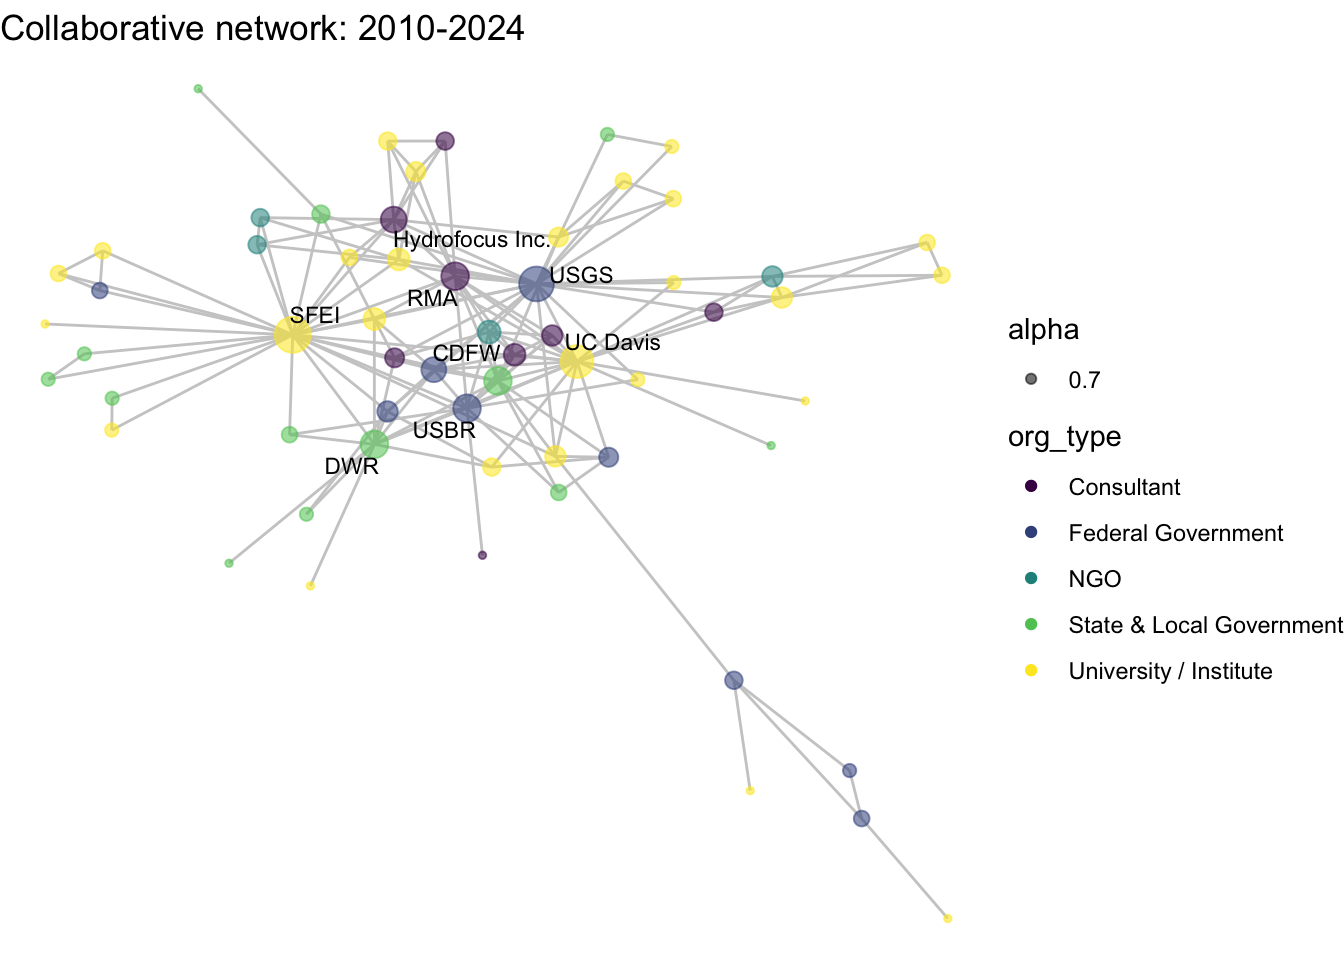 Collaborative network: 2010-2024
Hydrofocus Inc.
USGS
RMA
SFEI
UC Davis
CDFW
USBR
DWR
alpha
0.7
org_type
Consultant
Federal Government
NGO
State & Local Government
University / Institute